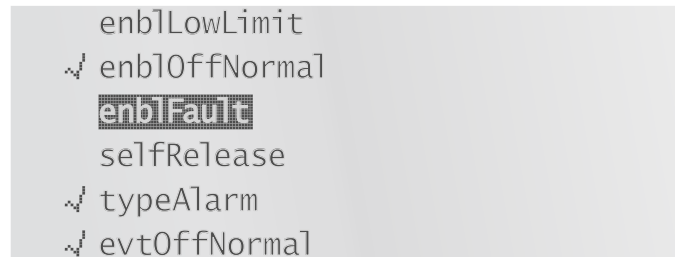 enblLowLimit
enblOffNormal
enblFault
selfRelease
typeAlarm
evtOffNormal